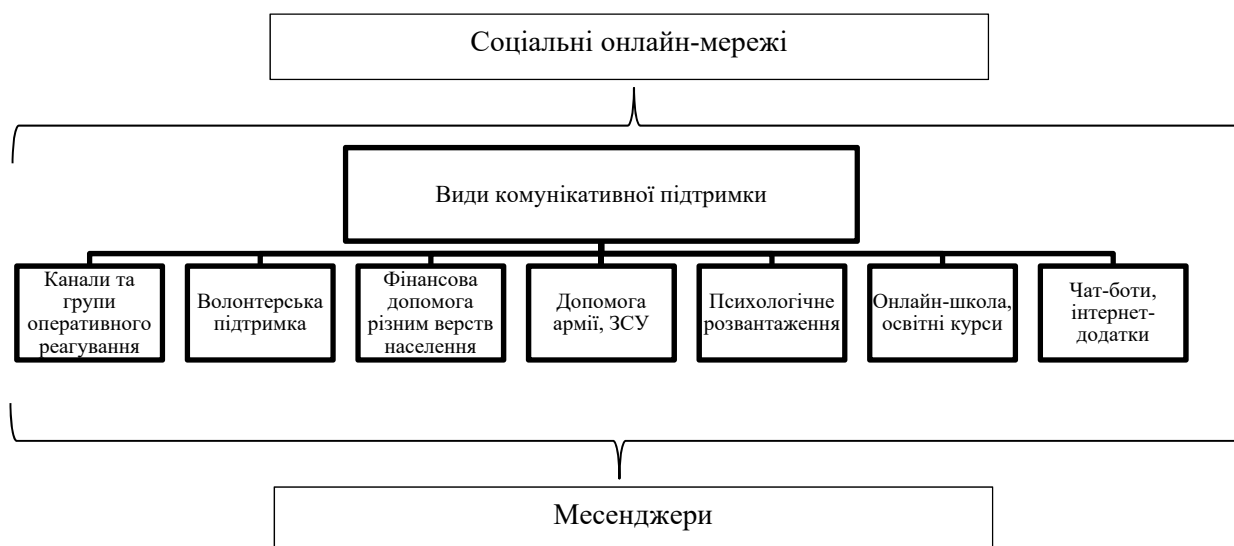 Соціальні онлайн-мережі
Види комунікативної підтримки
Канали та
групи
оперативного
реагування
Волонтерська
підтримка
Фінансова
допомога
різним верств
населення
Допомога
армії, ЗСУ
Психологічне
розвантаження
Онлайн-школа,
освітні курси
Чат-боти,
інтернет-
додатки
Месенджери